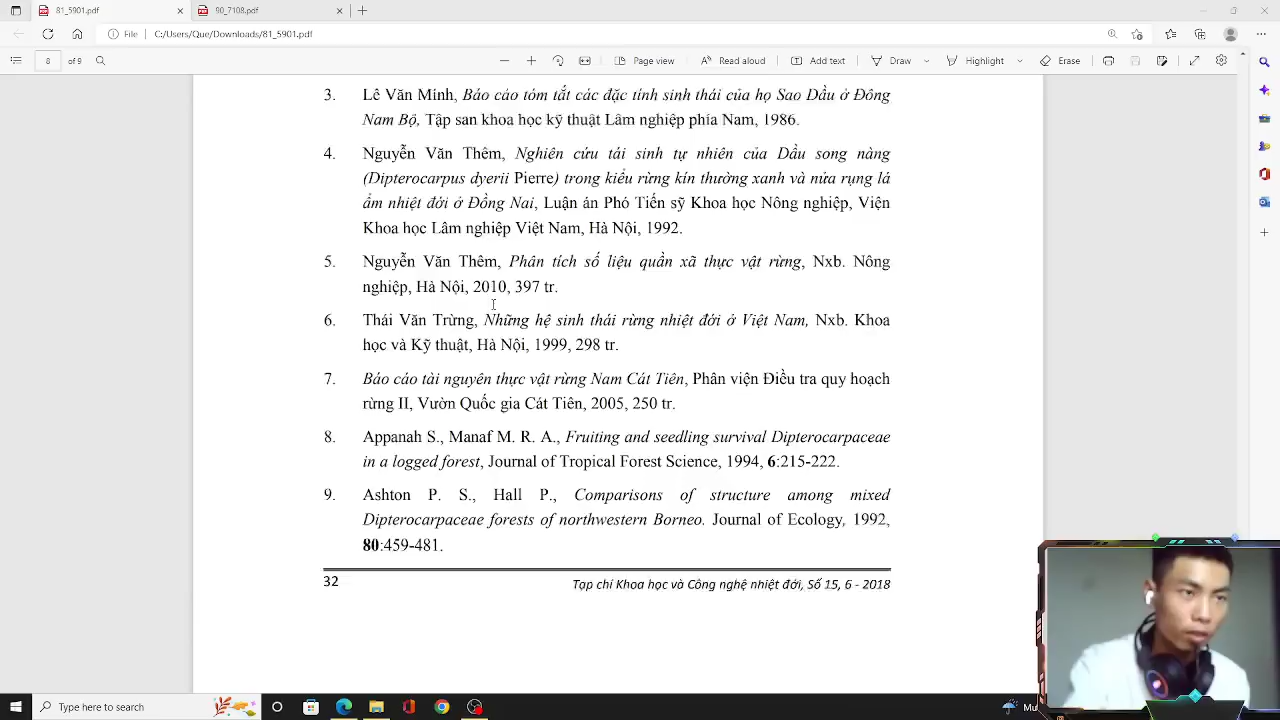 81_5901.pdf
90_7108.pdf
File
C:/Users/Que/Downloads/81_5901.pdf
8 of 9
Page view
Read aloud
Add text
Draw
Highlight
Erase
3. Lê Văn Minh, Báo cáo tóm tắt các đặc tính sinh thái của họ Sao Dầu ở Đông
Nam Bộ, Tập san khoa học kỹ thuật Lâm nghiệp phía Nam, 1986.
4. Nguyễn Văn Thêm, Nghiên cứu tái sinh tự nhiên của Dầu song nàng
(Dipterocarpus dyerii Pierre) trong kiểu rừng kín thường xanh và nửa rụng lá
ẩm nhiệt đới ở Đồng Nai, Luận án Phó Tiến sỹ Khoa học Nông nghiệp, Viện
Khoa học Lâm nghiệp Việt Nam, Hà Nội, 1992.
5. Nguyễn Văn Thêm, Phân tích số liệu quần xã thực vật rừng, Nxb. Nông
nghiệp, Hà Nội, 2010, 397 tr.
6. Thái Văn Trừng, Những hệ sinh thái rừng nhiệt đới ở Việt Nam, Nxb. Khoa
học và Kỹ thuật, Hà Nội, 1999, 298 tr.
7. Báo cáo tài nguyên thực vật rừng Nam Cát Tiên, Phân viện Điều tra quy hoạch
rừng II, Vườn Quốc gia Cát Tiên, 2005, 250 tr.
8. Appanah S., Manaf M. R. A., Fruiting and seedling survival Dipterocarpaceae
in a logged forest, Journal of Tropical Forest Science, 1994, 6:215-222.
9. Ashton P. S., Hall P., Comparisons of structure among mixed
Dipterocarpaceae forests of northwestern Borneo. Journal of Ecology, 1992,
80:459-481.
32
Tạp chí Khoa học và Công nghệ nhiệt đới, Số 15, 6 - 2018
Type here to search